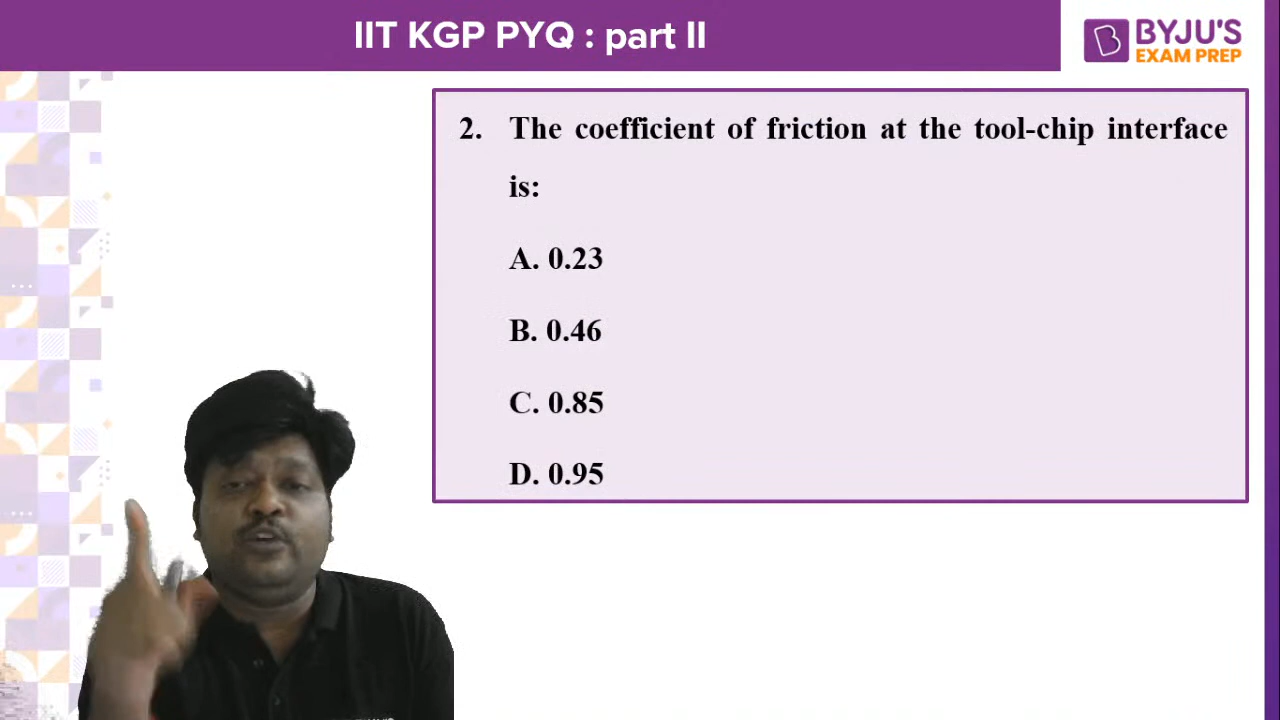 IIT KGP PYQ : part II
BYJU'S
EXAM PREP
2. The coefficient of friction at the tool-chip interface
is:
A. 0.23
B. 0.46
C. 0.85
D. 0.95